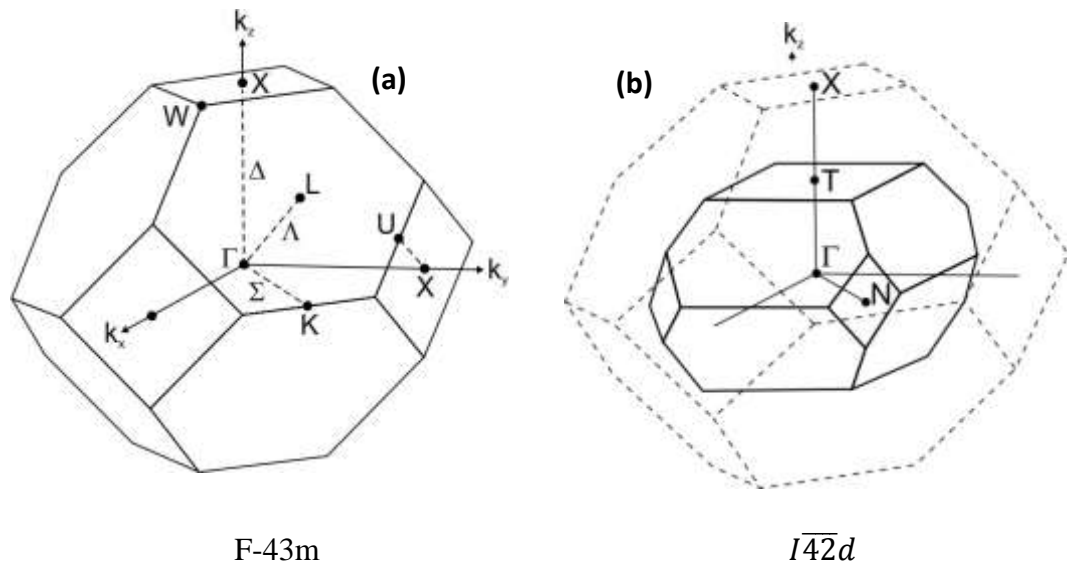 k_z
(a)
X
W
Δ
L
U
Λ
Γ
X
k_y
Σ
K
k_x
F-43m
k_z
(b)
X
T
Γ
N
I\overline{42}d